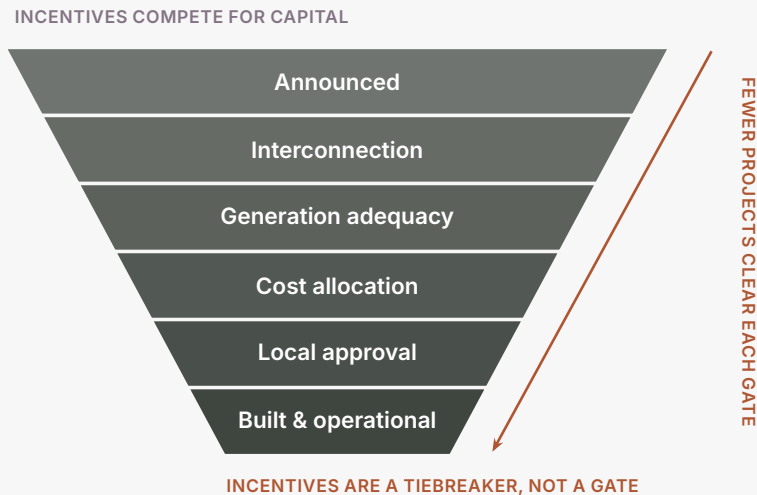 INCENTIVES COMPETE FOR CAPITAL
Announced
Interconnection
Generation adequacy
Cost allocation
Local approval
Built & operational
FEWER PROJECTS CLEAR EACH GATE
INCENTIVES ARE A TIEBREAKER, NOT A GATE